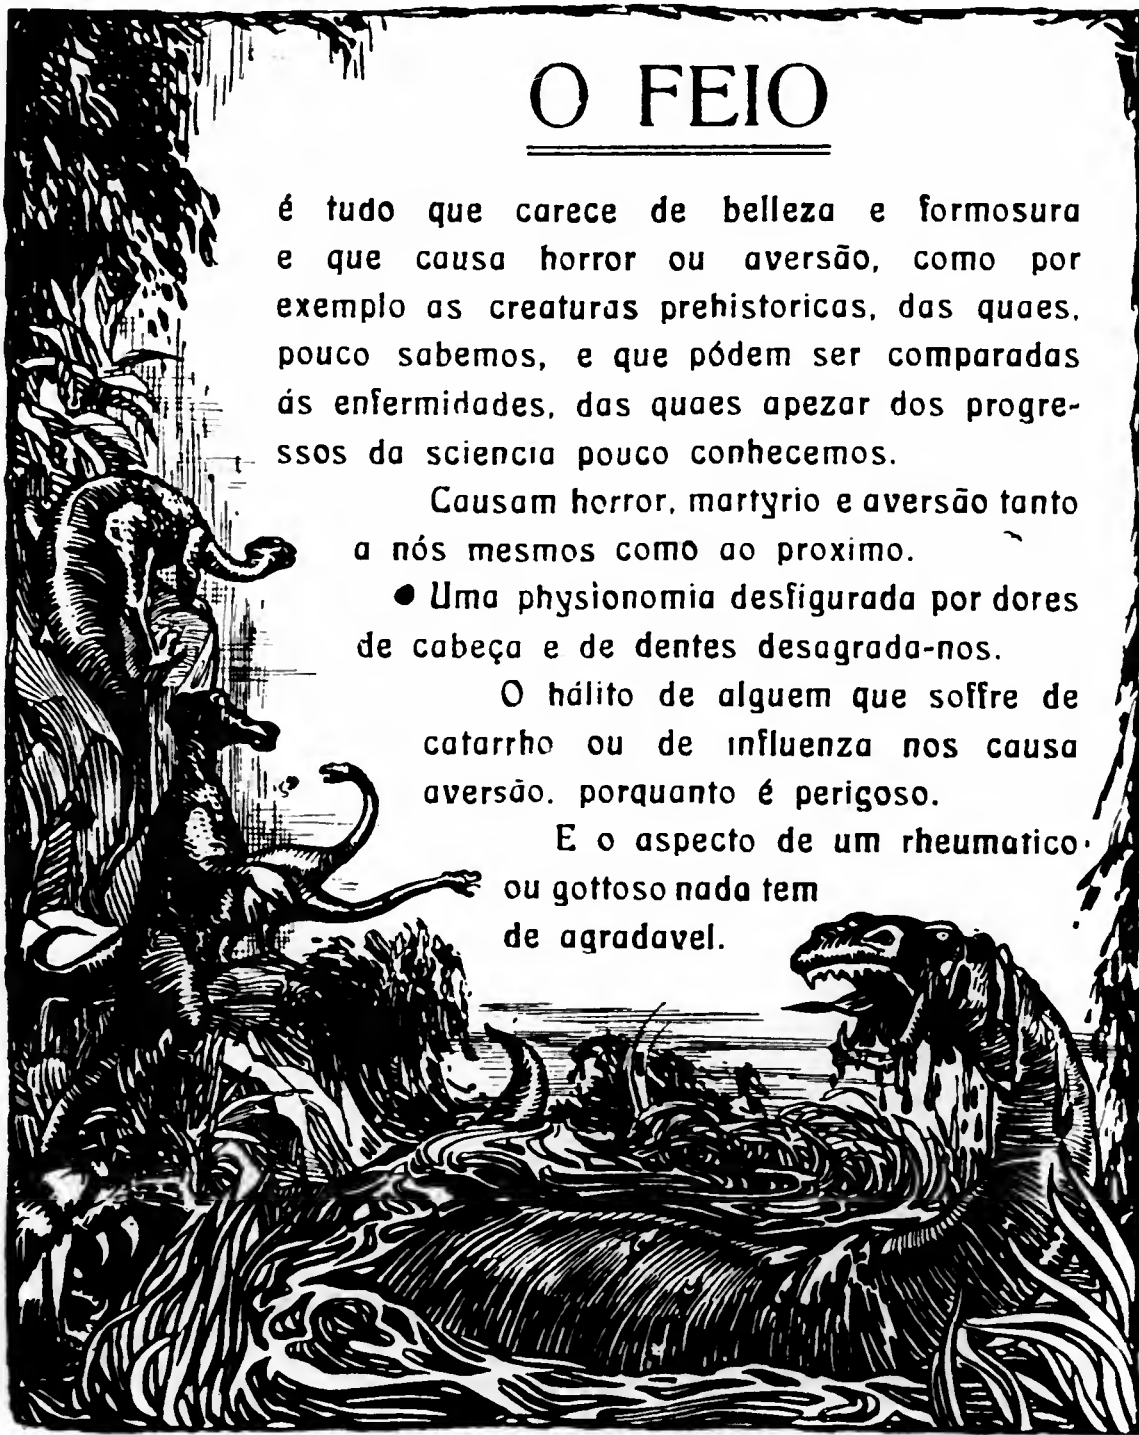 O FEIO
é tudo que carece de belleza e formosura
e que causa horror ou aversão, como por
exemplo as creaturas prehistoricas, das quaes,
pouco sabemos, e que pódem ser comparadas
ás enfermidades, das quaes apezar dos progre-
ssos da sciencia pouco conhecemos.
Causam horror, martyrio e aversão tanto
a nós mesmos como ao proximo.
Uma physionomia desfigurada por dores
de cabeça e de dentes desagrada-nos.
O hálito de alguem que soffre de
catarrho ou de influenza nos causa
aversão, porquanto é perigoso.
E o aspecto de um rheumatico
ou gottoso nada tem
de agradavel.